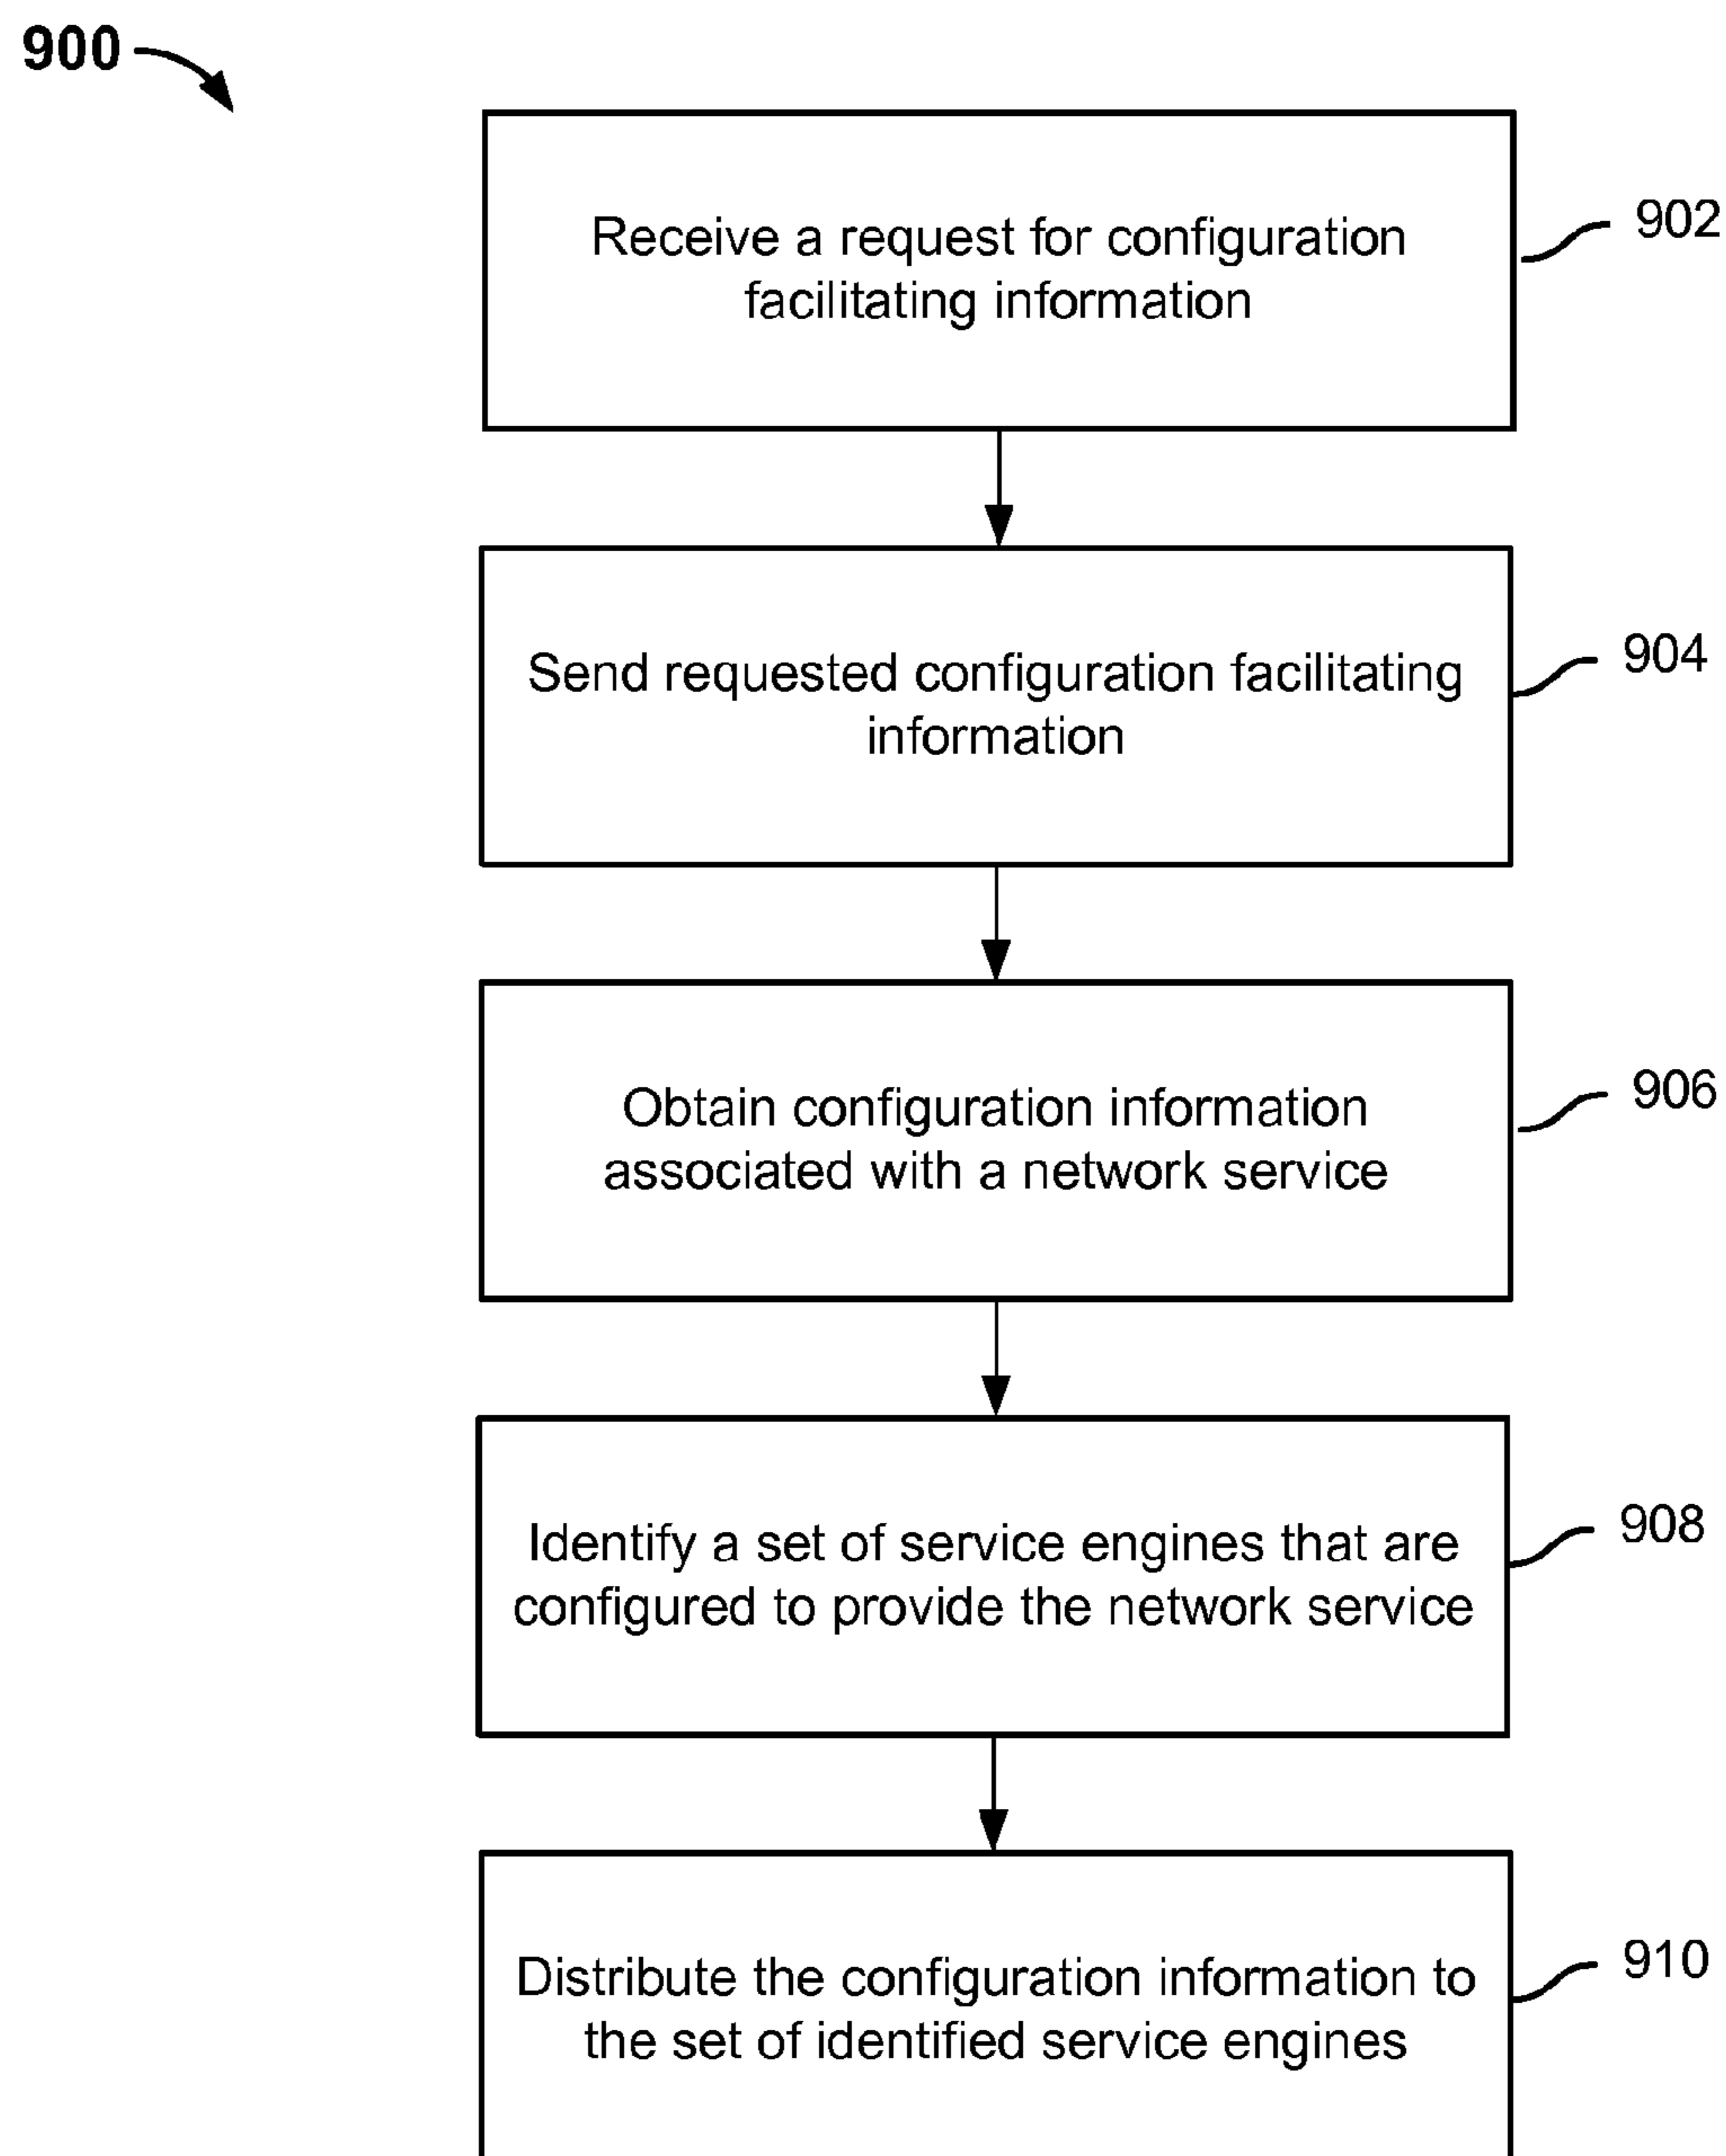 900
Receive a request for configuration
facilitating information
902
Send requested configuration facilitating
information
904
Obtain configuration information
associated with a network service
906
Identify a set of service engines that are
configured to provide the network service
908
Distribute the configuration information to
the set of identified service engines
910